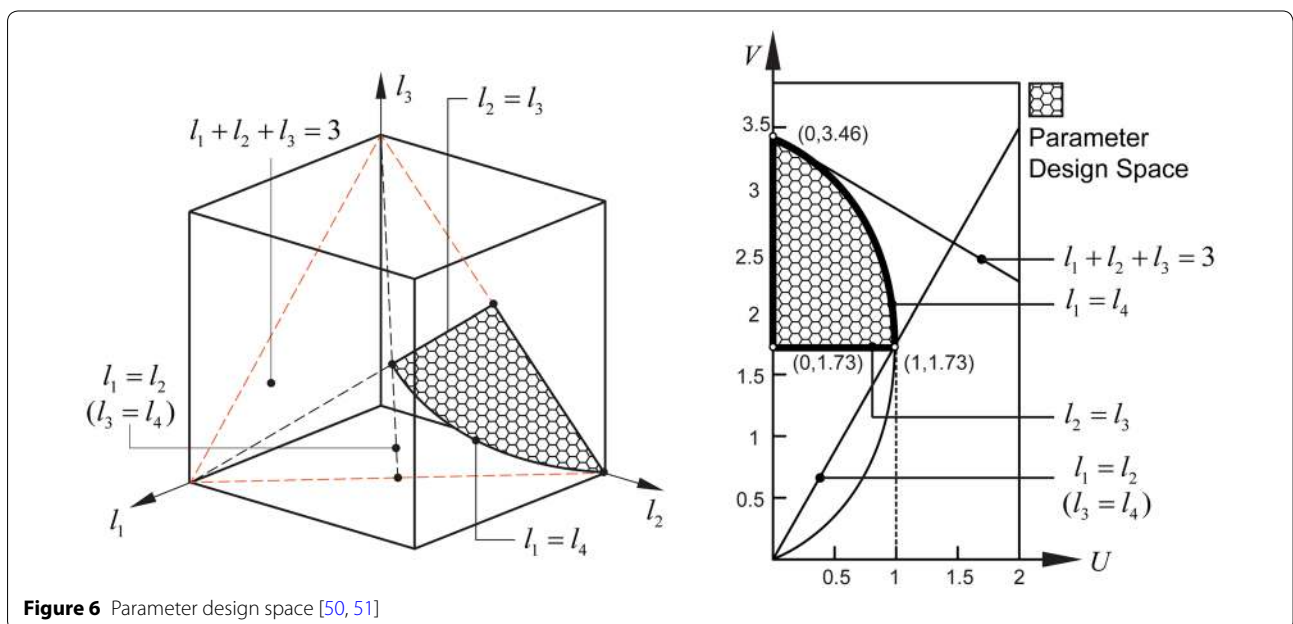 l₃
l₂ = l₃
l₁ + l₂ + l₃ = 3
l₁ = l₂
(l₃ = l₄)
l₁
l₂
l₁ = l₄
V
3.5
(0,3.46)
Parameter
Design Space
3
2.5
l₁ + l₂ + l₃ = 3
2
l₁ = l₄
(0,1.73)
(1,1.73)
1.5
l₂ = l₃
1
l₁ = l₂
(l₃ = l₄)
0.5
0.5
1
1.5
2
U
Figure 6 Parameter design space [50, 51]